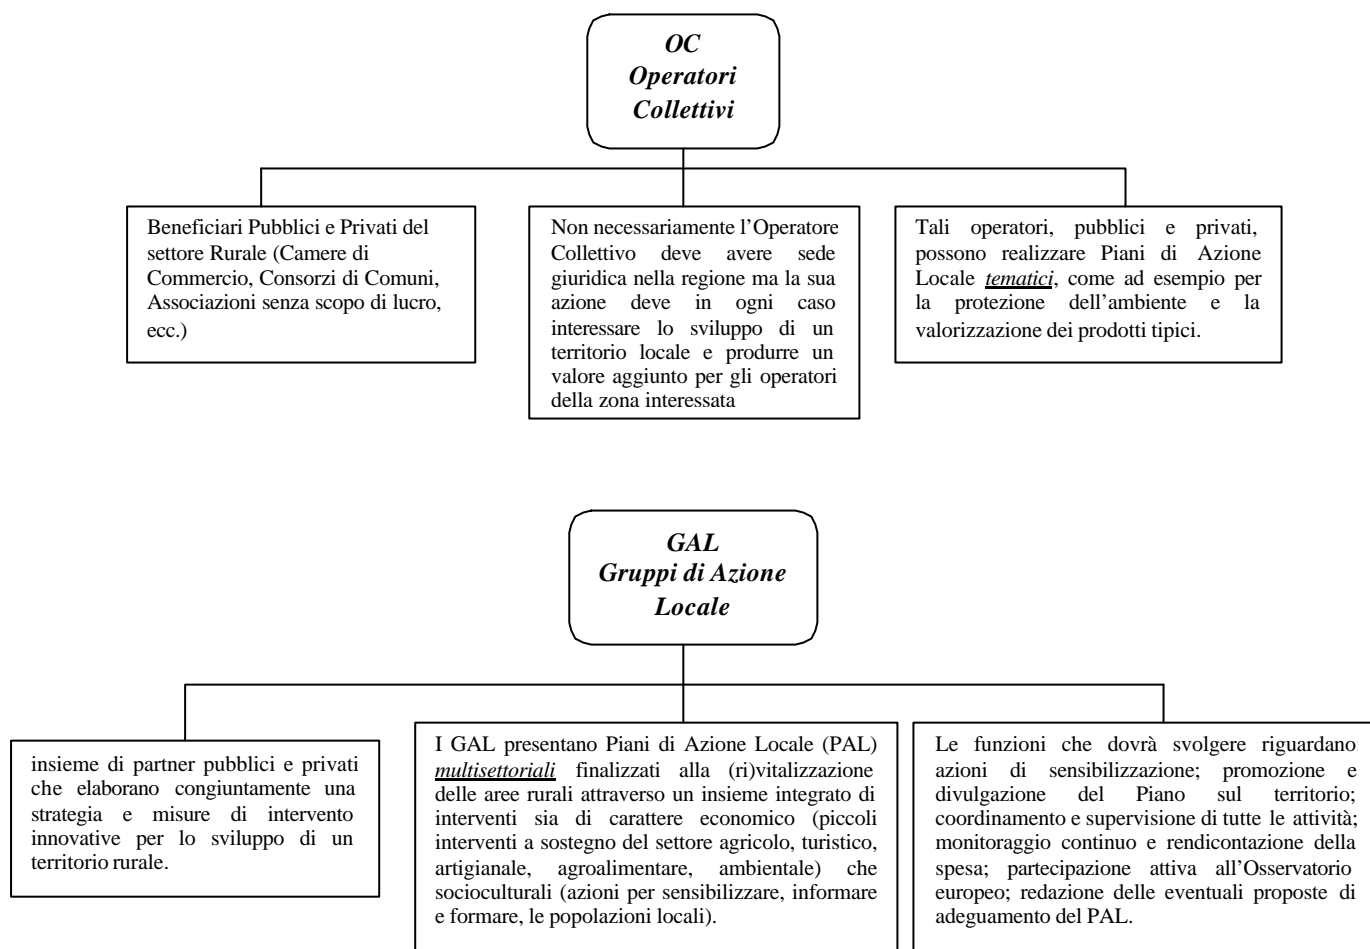 OC
Operatori
Collettivi
Beneficiari Pubblici e Privati del
settore Rurale (Camere di
Commercio, Consorzi di Comuni,
Associazioni senza scopo di lucro,
ecc.)
Non necessariamente l’Operatore
Collettivo deve avere sede
giuridica nella regione ma la sua
azione deve in ogni caso
interessare lo sviluppo di un
territorio locale e produrre un
valore aggiunto per gli operatori
della zona interessata
Tali operatori, pubblici e privati,
possono realizzare Piani di Azione
Locale tematici, come ad esempio per
la protezione dell’ambiente e la
valorizzazione dei prodotti tipici.
GAL
Gruppi di Azione
Locale
insieme di partner pubblici e privati
che elaborano congiuntamente una
strategia e misure di intervento
innovative per lo sviluppo di un
territorio rurale.
I GAL presentano Piani di Azione Locale (PAL)
multisettoriali finalizzati alla (ri)vitalizzazione
delle aree rurali attraverso un insieme integrato di
interventi sia di carattere economico (piccoli
interventi a sostegno del settore agricolo, turistico,
artigianale, agroalimentare, ambientale) che
socioculturali (azioni per sensibilizzare, informare
e formare, le popolazioni locali).
Le funzioni che dovrà svolgere riguardano
azioni di sensibilizzazione; promozione e
divulgazione del Piano sul territorio;
coordinamento e supervisione di tutte le attività;
monitoraggio continuo e rendicontazione della
spesa; partecipazione attiva all’Osservatorio
europeo; redazione delle eventuali proposte di
adeguamento del PAL.